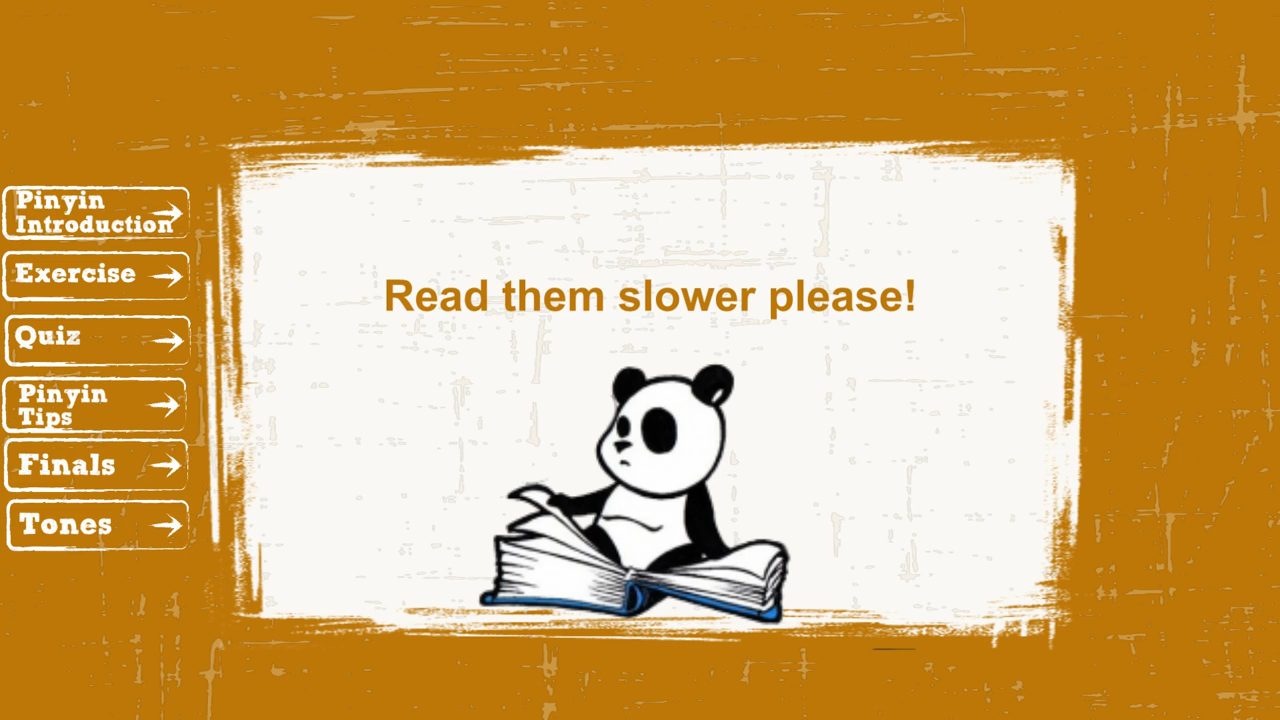 Pinyin
Introduction
Exercise
Quiz
Pinyin
Tips
Finals
Tones
Read them slower please!